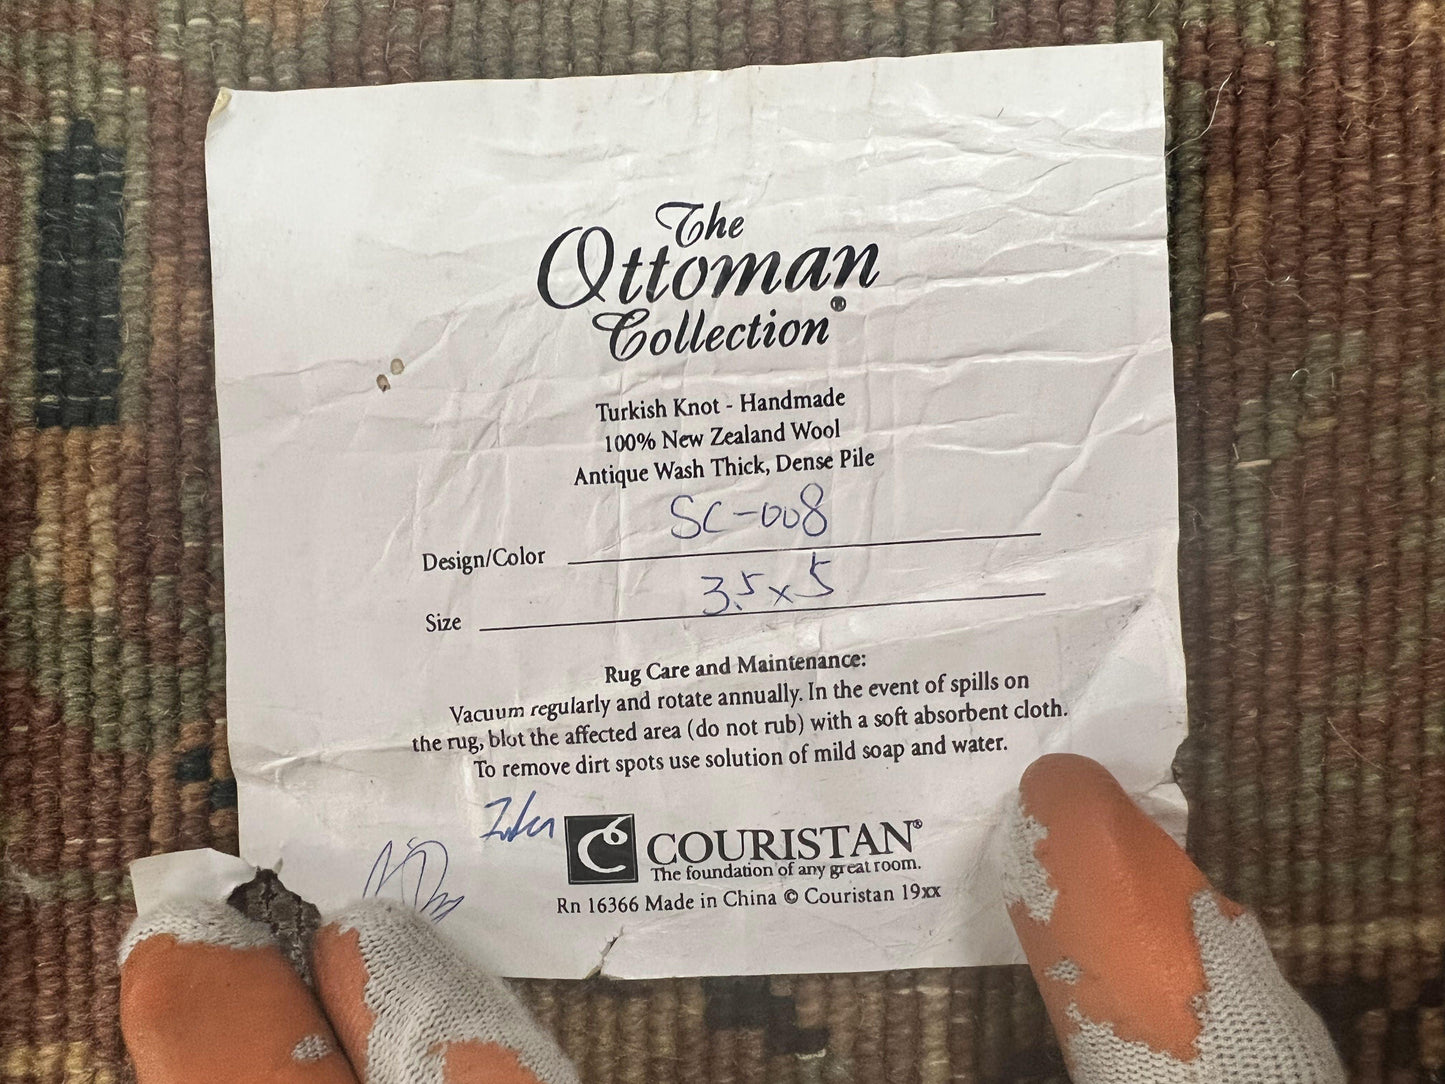 The
Ottoman
Collection®
Turkish Knot - Handmade
100% New Zealand Wool
Antique Wash Thick, Dense Pile
Design/Color SC-008
Size 3.5x5
Rug Care and Maintenance:
Vacuum regularly and rotate annually. In the event of spills on
the rug, blot the affected area (do not rub) with a soft absorbent cloth.
To remove dirt spots use solution of mild soap and water.
COURISTAN®
The foundation of any great room.
Rn 16366 Made in China © Couristan 19xx